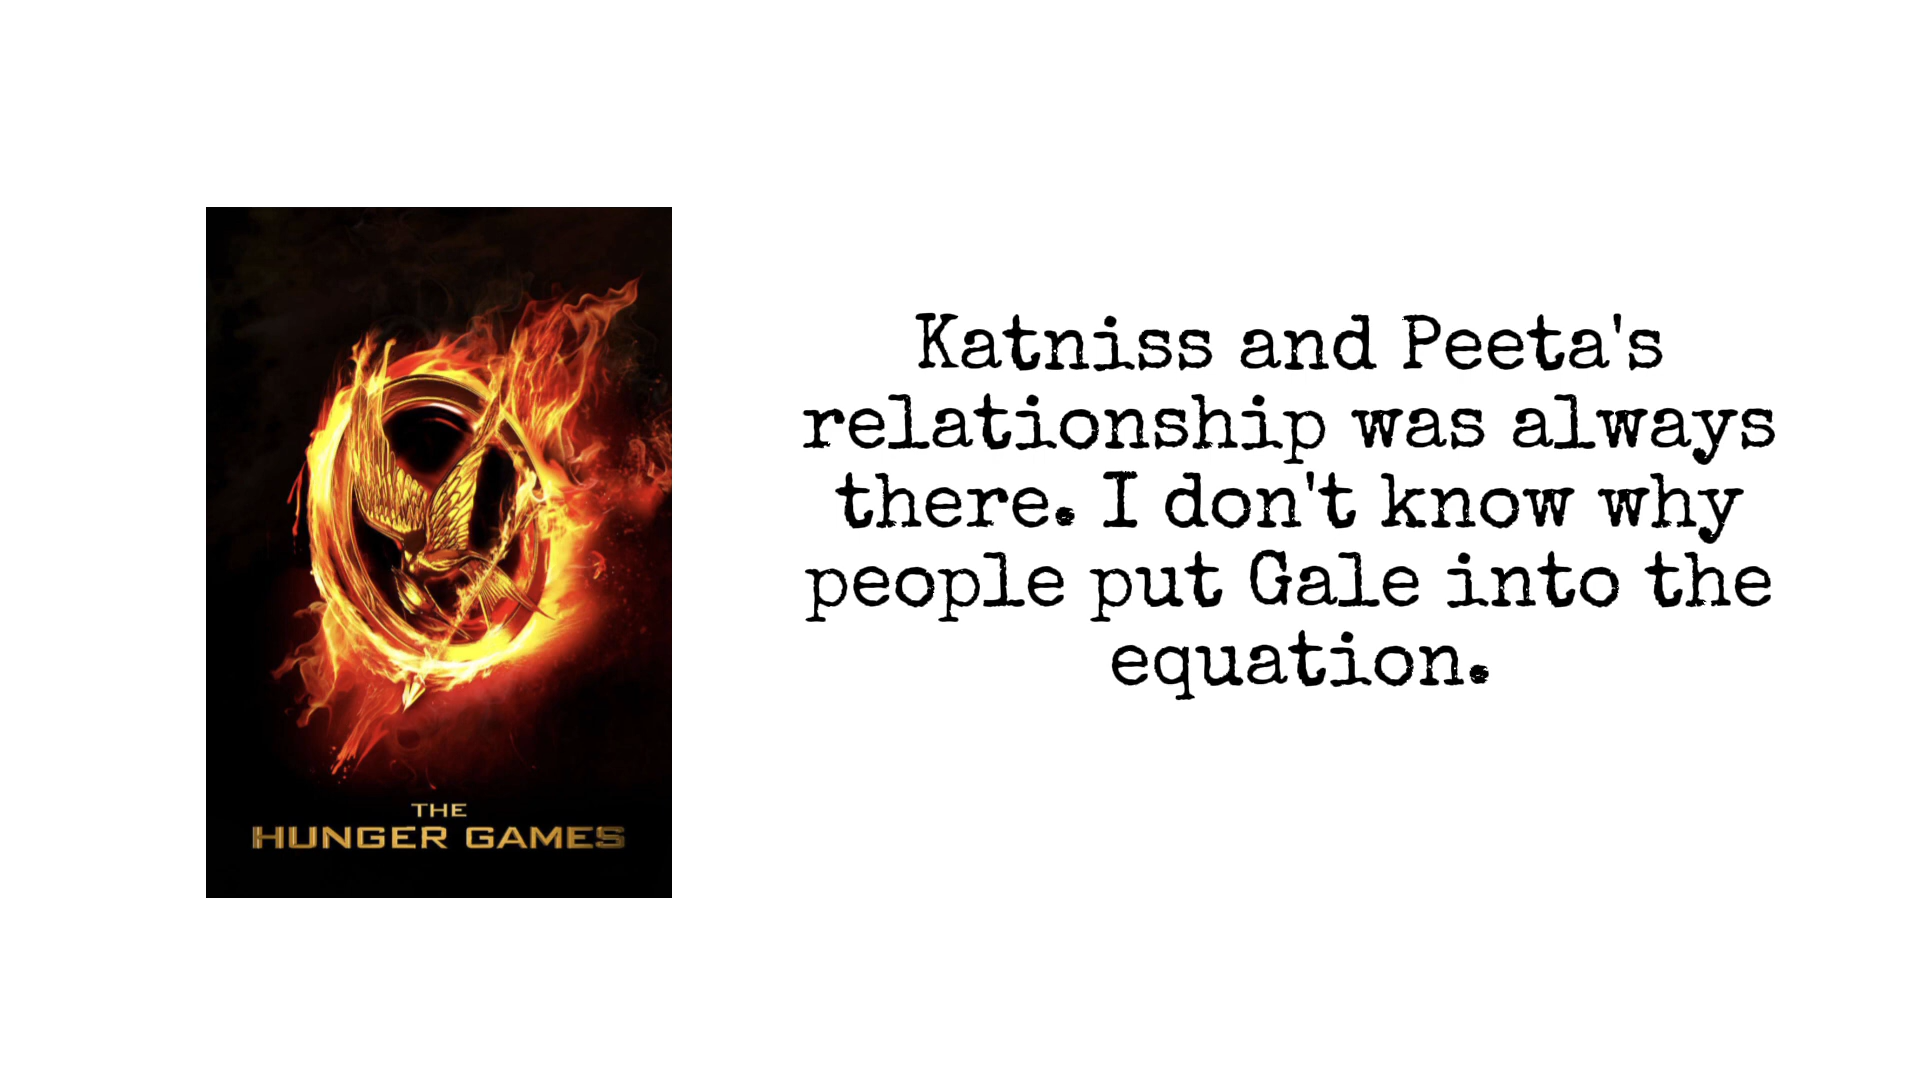 THE
HUNGER GAMES
Katniss and Peeta's
relationship was always
there. I don't know why
people put Gale into the
equation.